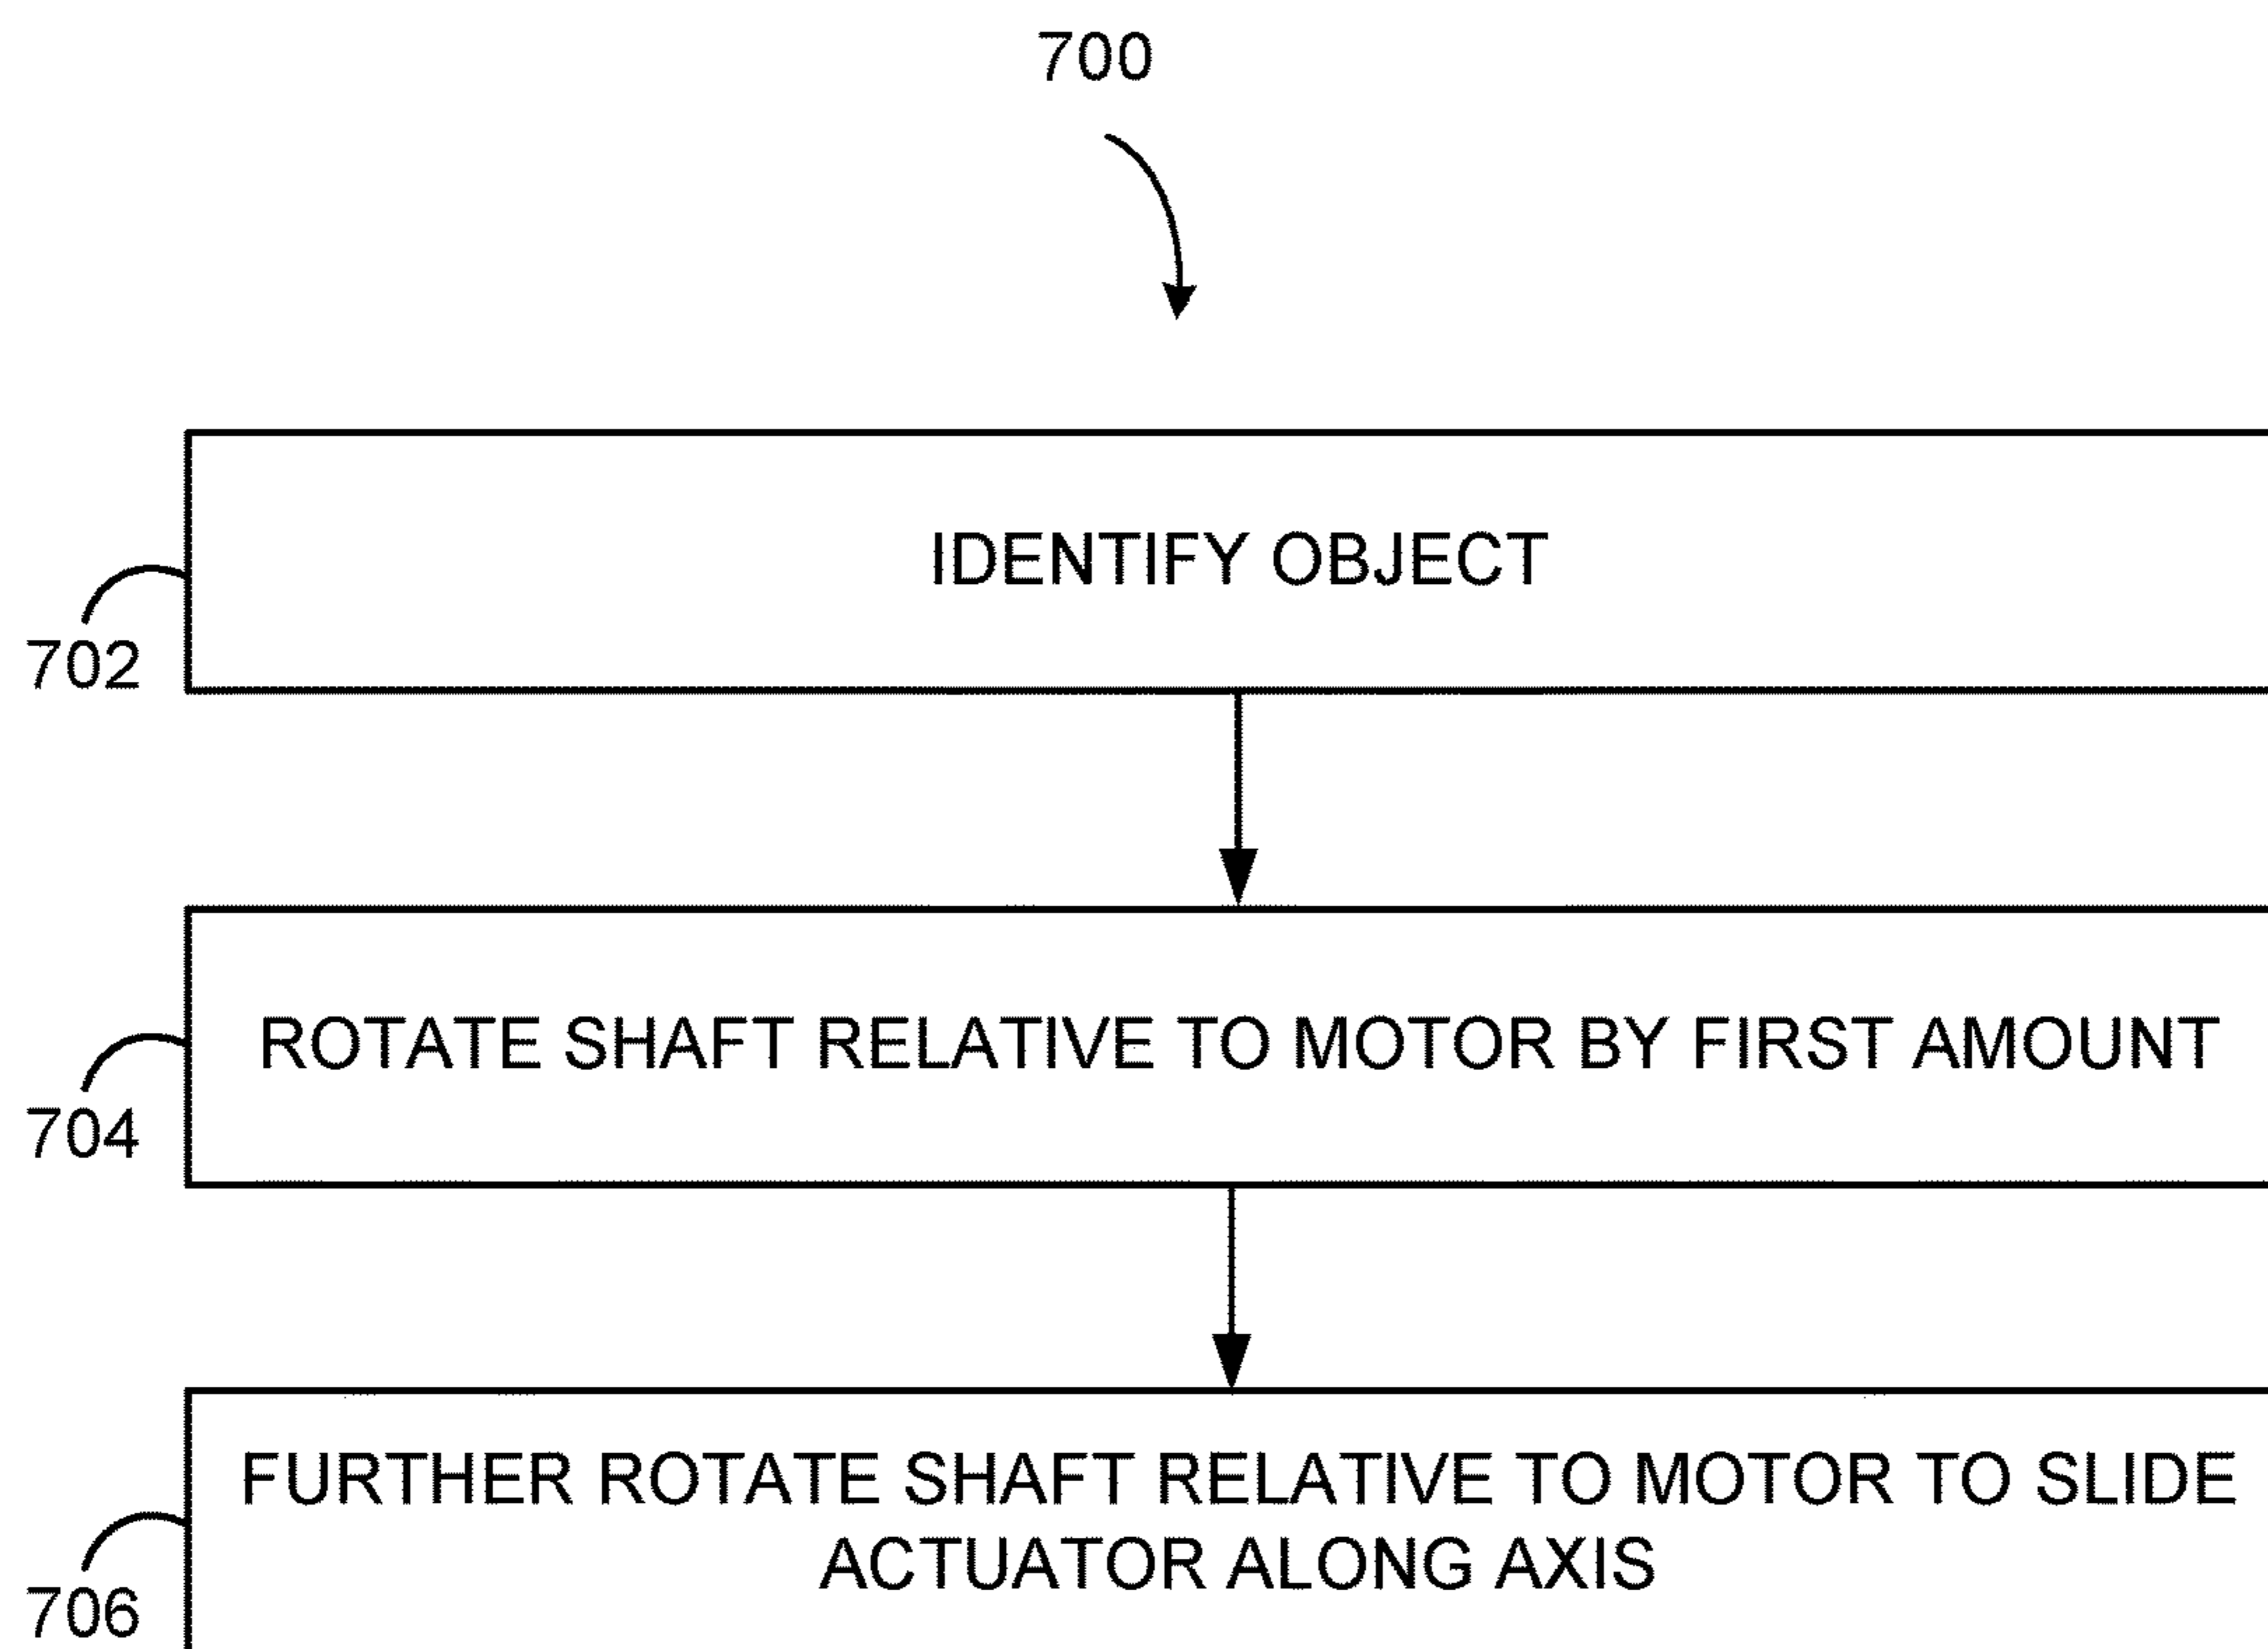 700
IDENTIFY OBJECT
702
ROTATE SHAFT RELATIVE TO MOTOR BY FIRST AMOUNT
704
FURTHER ROTATE SHAFT RELATIVE TO MOTOR TO SLIDE
ACTUATOR ALONG AXIS
706